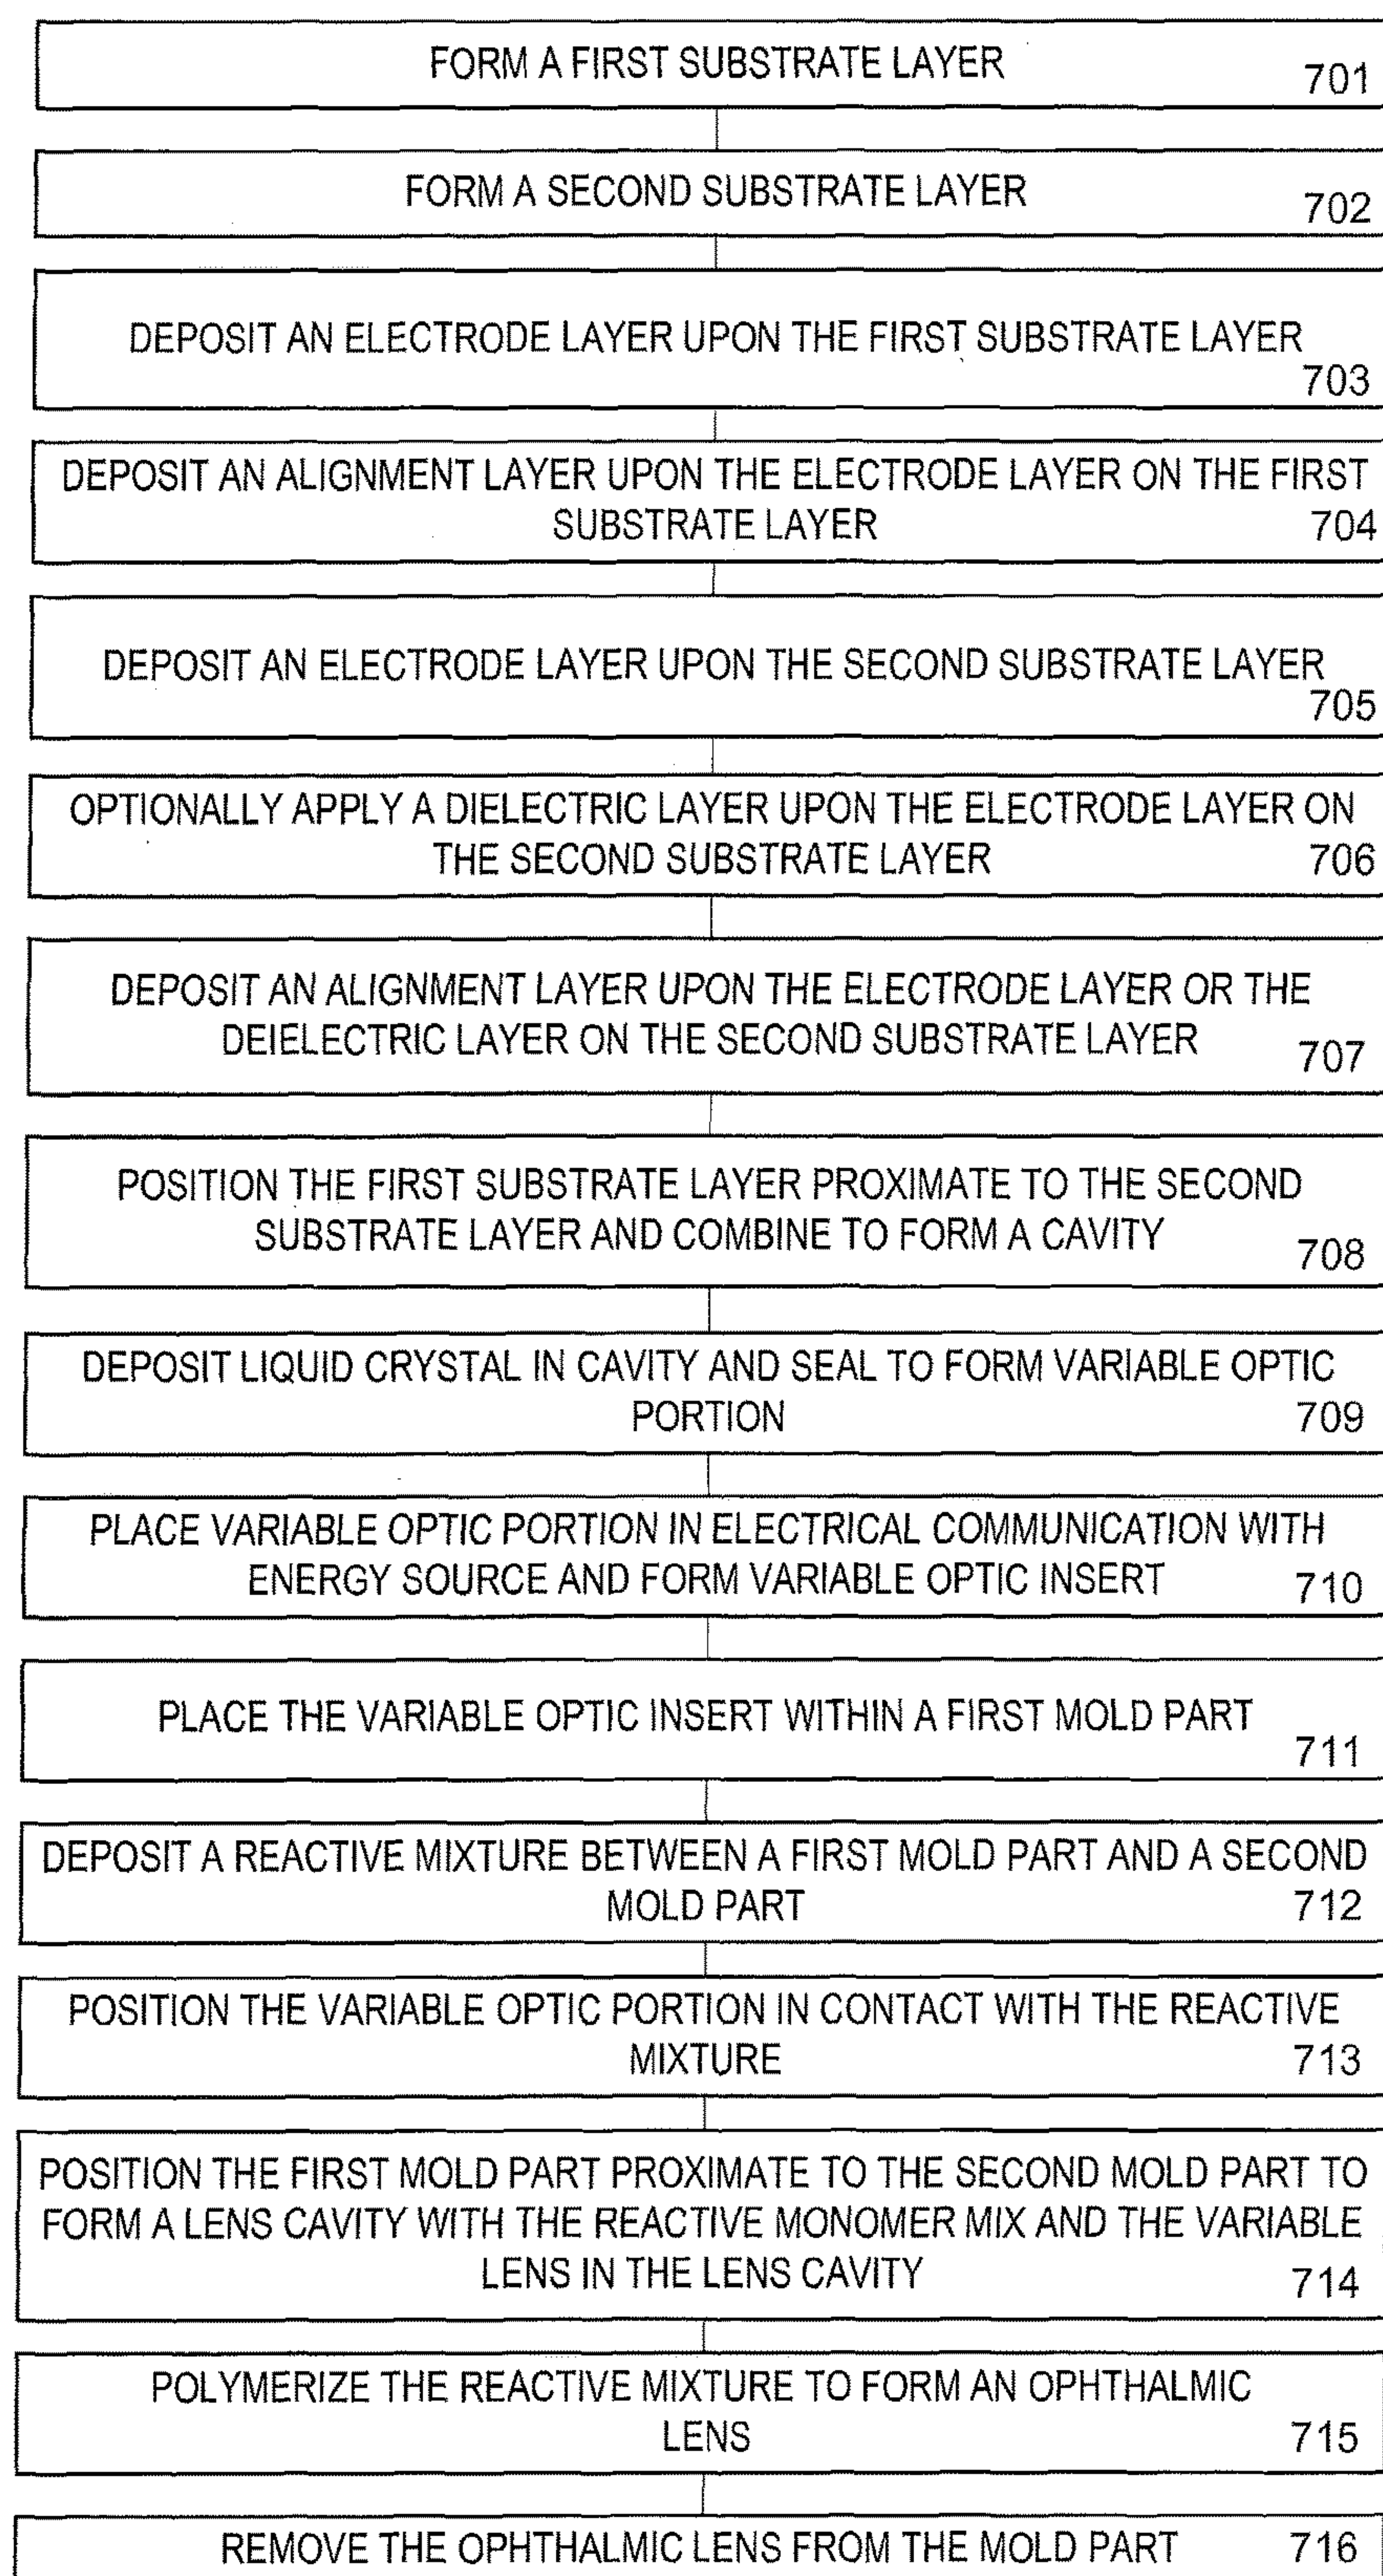 FORM A FIRST SUBSTRATE LAYER
701
FORM A SECOND SUBSTRATE LAYER
702
DEPOSIT AN ELECTRODE LAYER UPON THE FIRST SUBSTRATE LAYER
703
DEPOSIT AN ALIGNMENT LAYER UPON THE ELECTRODE LAYER ON THE FIRST
SUBSTRATE LAYER 704
DEPOSIT AN ELECTRODE LAYER UPON THE SECOND SUBSTRATE LAYER
705
OPTIONALLY APPLY A DIELECTRIC LAYER UPON THE ELECTRODE LAYER ON
THE SECOND SUBSTRATE LAYER 706
DEPOSIT AN ALIGNMENT LAYER UPON THE ELECTRODE LAYER OR THE
DEIELECTRIC LAYER ON THE SECOND SUBSTRATE LAYER 707
POSITION THE FIRST SUBSTRATE LAYER PROXIMATE TO THE SECOND
SUBSTRATE LAYER AND COMBINE TO FORM A CAVITY 708
DEPOSIT LIQUID CRYSTAL IN CAVITY AND SEAL TO FORM VARIABLE OPTIC
PORTION 709
PLACE VARIABLE OPTIC PORTION IN ELECTRICAL COMMUNICATION WITH
ENERGY SOURCE AND FORM VARIABLE OPTIC INSERT 710
PLACE THE VARIABLE OPTIC INSERT WITHIN A FIRST MOLD PART
711
DEPOSIT A REACTIVE MIXTURE BETWEEN A FIRST MOLD PART AND A SECOND
MOLD PART 712
POSITION THE VARIABLE OPTIC PORTION IN CONTACT WITH THE REACTIVE
MIXTURE 713
POSITION THE FIRST MOLD PART PROXIMATE TO THE SECOND MOLD PART TO
FORM A LENS CAVITY WITH THE REACTIVE MONOMER MIX AND THE VARIABLE
LENS IN THE LENS CAVITY 714
POLYMERIZE THE REACTIVE MIXTURE TO FORM AN OPHTHALMIC
LENS 715
REMOVE THE OPHTHALMIC LENS FROM THE MOLD PART 716